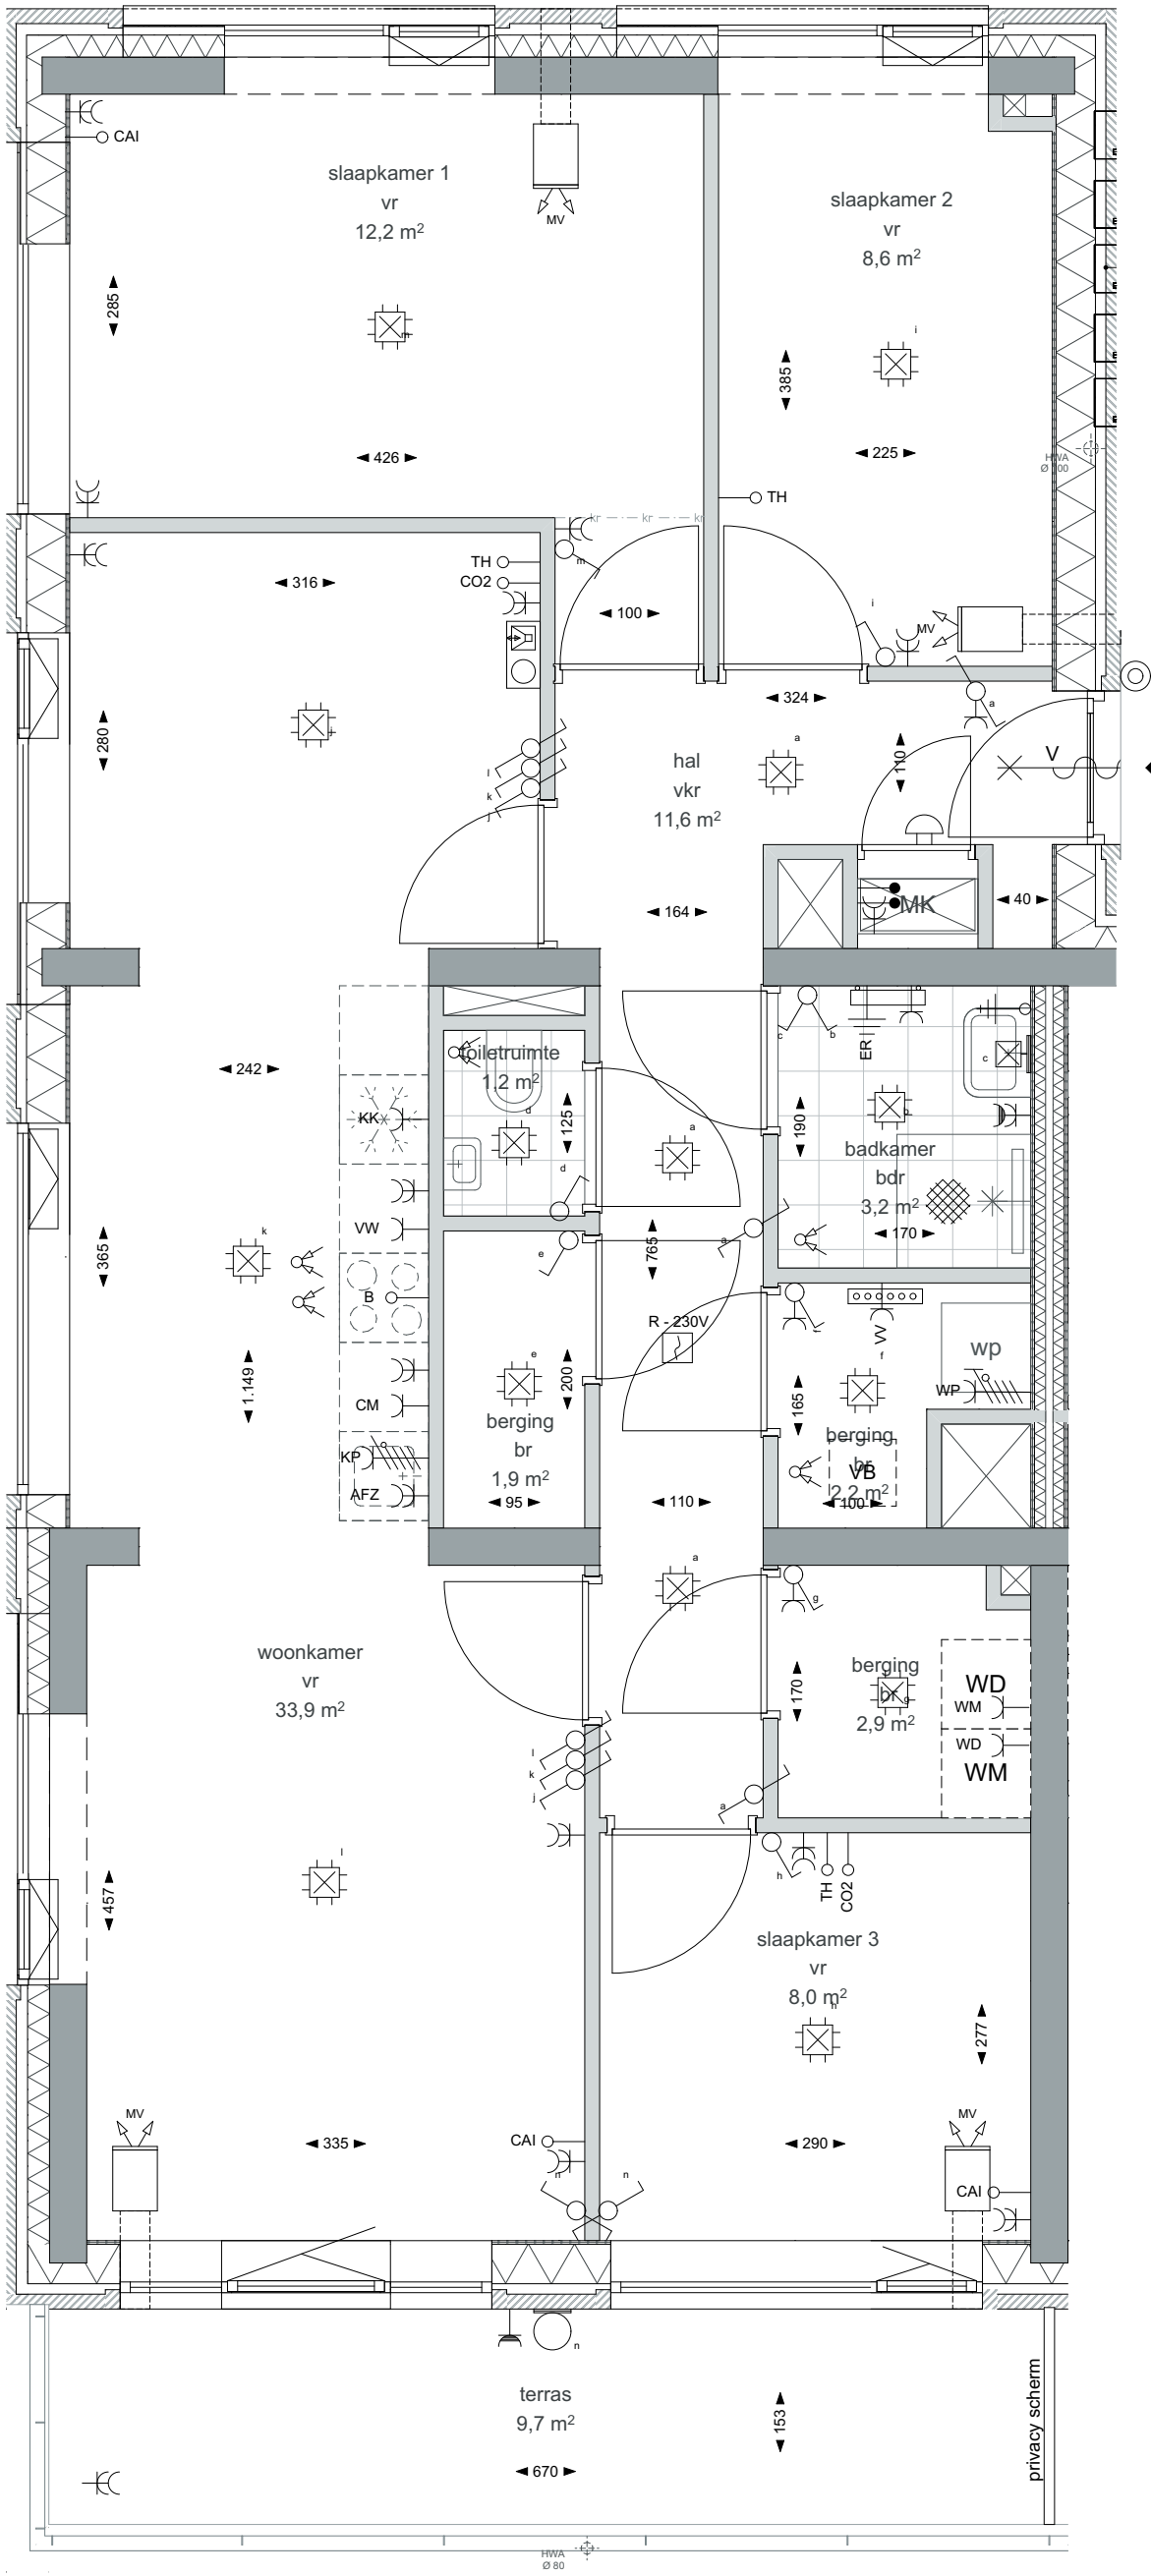 CAI
slaapkamer 1
vr
12,2 m²
MV
slaapkamer 2
vr
8,6 m²
285
m
i
385
426
225
HWA
TH
kr
kr
kr
TH
CO2
316
m
100
i
MV
324
a
280
j
hal
vkr
11,6 m²
a
110
V
l
k
j
164
MK
40
toiletruimte
1,2 m²
242
KK
d
125
d
a
c
b
ER
c
190
badkamer
bdr
3,2 m²
170
VW
k
365
e
765
a
B
R - 230V
VV
f
wp
WP
1.149
e
200
165
CM
berging
br
1,9 m²
berging
br
2,2 m²
VB
KP
AFZ
95
110
100
a
g
woonkamer
vr
33,9 m²
berging
br
2,9 m²
g
170
WD
WM
WD
WM
l
k
j
a
l
h
TH
CO2
457
slaapkamer 3
vr
8,0 m²
h
277
MV
MV
335
CAI
290
CAI
n
n
n
terras
9,7 m²
153
670
privacy scherm
HWA
Ø 80